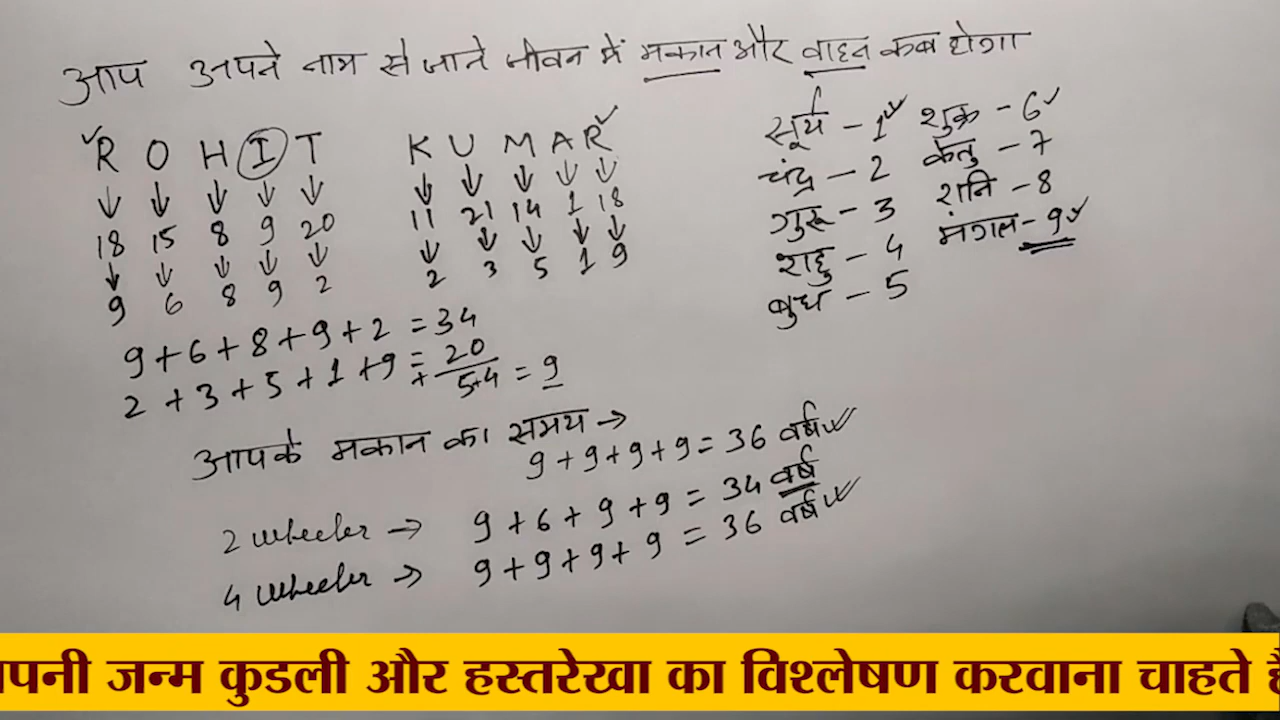 आप अपने नाम से जाने जीवन में मकान और वाहन कब होगा
R O H I T K U M A R
↓ ↓ ↓ ↓ ↓ ↓ ↓ ↓ ↓ ↓
18 15 8 9 20 11 21 14 1 18
↓ ↓ ↓ ↓ ↓ ↓ ↓ ↓ ↓ ↓
9 6 8 9 2 2 3 5 1 9
सूर्य - 1
चंद्र - 2
गुरू - 3
राहु - 4
बुध - 5
शुक्र - 6
केतु - 7
शनि - 8
मंगल - 9
9+6+8+9+2 = 34
2+3+5+1+9 = 20
+ 5+4 = 9
आपके मकान का समय →
9+9+9+9 = 36 वर्ष
2 wheeler → 9+6+9+9 = 34 वर्ष
4 wheeler → 9+9+9+9 = 36 वर्ष
पनी जन्म कुडली और हस्तरेखा का विश्लेषण करवाना चाहते